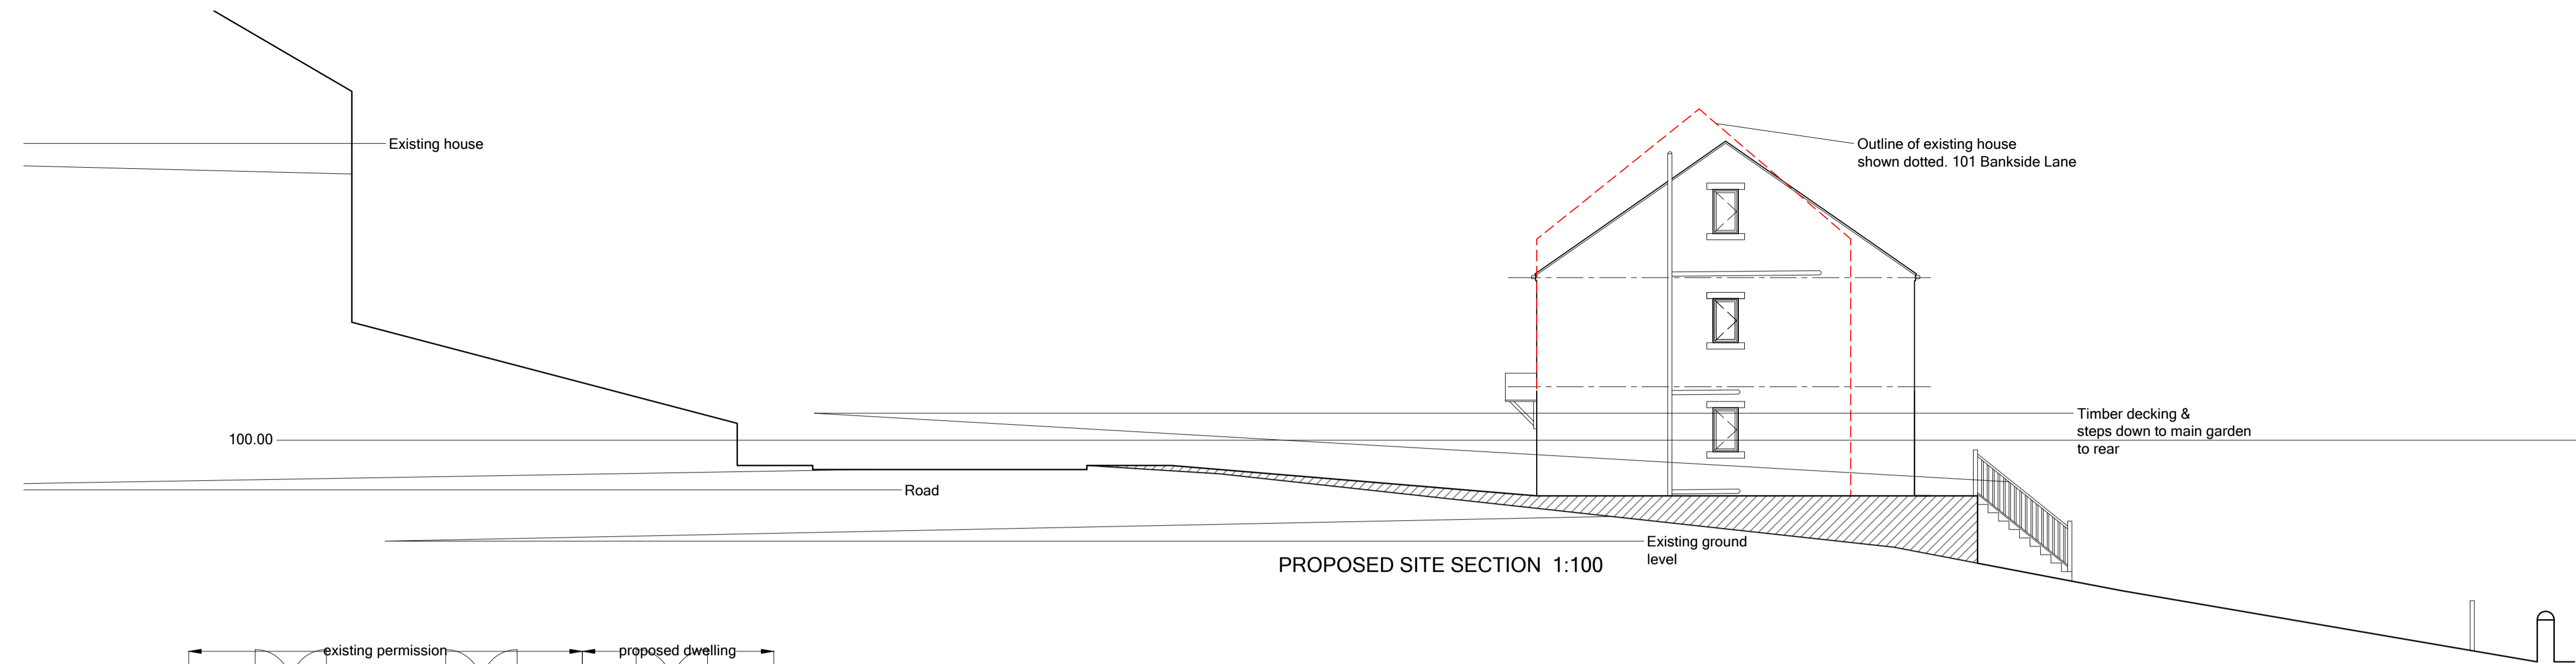 Existing house
Outline of existing house
shown dotted. 101 Bankside Lane
Timber decking &
steps down to main garden
to rear
100.00
Road
Existing ground
level
PROPOSED SITE SECTION 1:100
existing permission
proposed dwelling